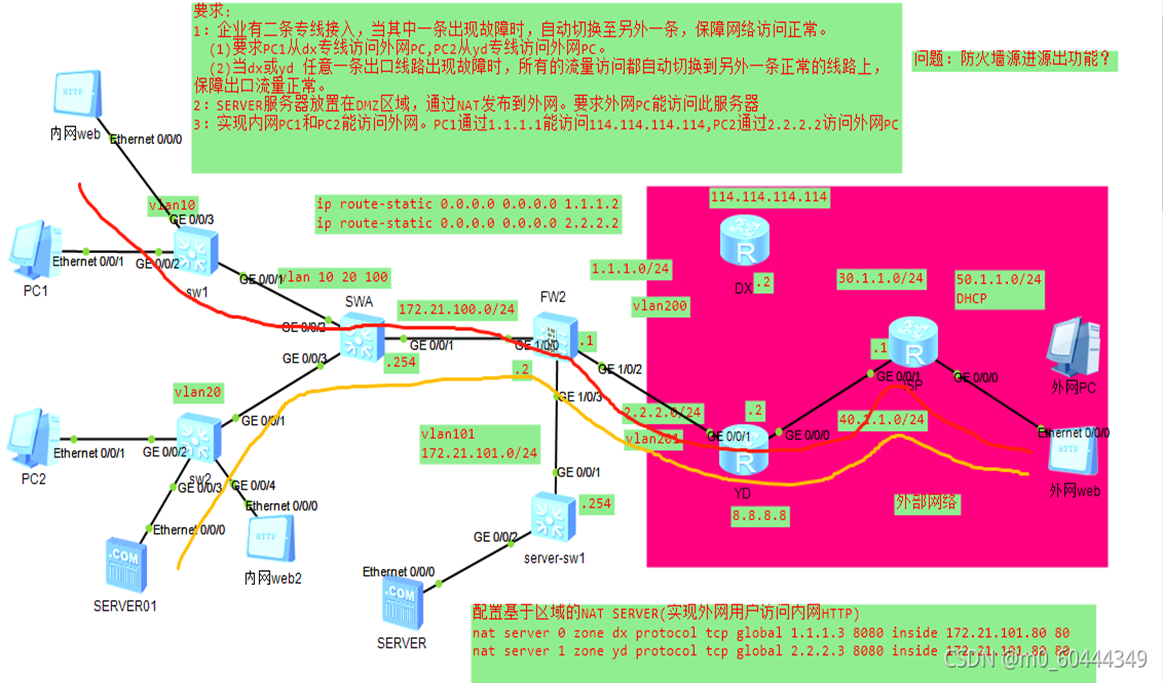 要求:
1：企业有二条专线接入，当其中一条出现故障时，自动切换至另外一条，保障网络访问正常。
(1)要求PC1从dx专线访问外网PC,PC2从yd专线访问外网PC。
(2)当dx或yd 任意一条出口线路出现故障时，所有的流量访问都自动切换到另外一条正常的线路上，
保障出口流量正常。
2：SERVER服务器放置在DMZ区域，通过NAT发布到外网。要求外网PC能访问此服务器
3：实现内网PC1和PC2能访问外网。PC1通过1.1.1.1能访问114.114.114.114,PC2通过2.2.2.2访问外网PC
问题：防火墙源进源出功能？
HTTP
内网web
Ethernet 0/0/0
vlan10
GE 0/0/3
Ethernet 0/0/1
GE 0/0/2
PC1
sw1
GE 0/0/1
vlan 10 20 100
ip route-static 0.0.0.0 0.0.0.0 1.1.1.2
ip route-static 0.0.0.0 0.0.0.0 2.2.2.2
SWA
172.21.100.0/24
GE 0/0/2
GE 0/0/1
GE 0/0/3
.254
FW2
GE 1/0/0
.1
.2
GE 1/0/2
GE 1/0/3
1.1.1.0/24
vlan200
114.114.114.114
R
DX
.2
30.1.1.0/24
50.1.1.0/24
DHCP
.1
R
GE 0/0/1
ISP
GE 0/0/0
外网PC
2.2.2.0/24
vlan201
.2
GE 0/0/1
GE 0/0/0
R
YD
8.8.8.8
40.1.1.0/24
Ethernet 0/0/0
HTTP
外网web
外部网络
vlan20
GE 0/0/1
Ethernet 0/0/1
GE 0/0/2
PC2
sw2
GE 0/0/3
GE 0/0/4
Ethernet 0/0/0
Ethernet 0/0/0
HTTP
内网web2
.COM
SERVER01
vlan101
172.21.101.0/24
GE 0/0/1
.254
GE 0/0/2
server-sw1
Ethernet 0/0/0
.COM
SERVER
配置基于区域的NAT SERVER(实现外网用户访问内网HTTP)
nat server 0 zone dx protocol tcp global 1.1.1.3 8080 inside 172.21.101.80 80
nat server 1 zone yd protocol tcp global 2.2.2.3 8080 inside 172.21.101.80 80
CSDN @m0_60444349